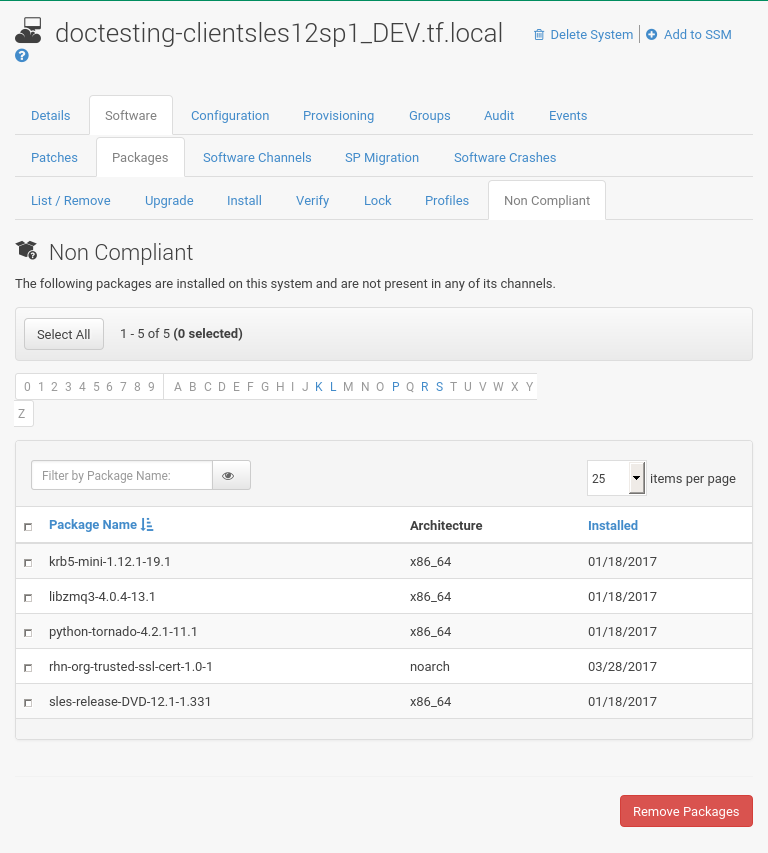 doctesting-clientsles12sp1_DEV.tf.local Delete System Add to SSM
Details Software Configuration Provisioning Groups Audit Events
Patches Packages Software Channels SP Migration Software Crashes
List / Remove Upgrade Install Verify Lock Profiles Non Compliant
Non Compliant
The following packages are installed on this system and are not present in any of its channels.
Select All 1 - 5 of 5 (0 selected)
0 1 2 3 4 5 6 7 8 9 A B C D E F G H I J K L M N O P Q R S T U V W X Y
Z
Filter by Package Name: 25 items per page
Package Name Architecture Installed
krb5-mini-1.12.1-19.1 x86_64 01/18/2017
libzmq3-4.0.4-13.1 x86_64 01/18/2017
python-tornado-4.2.1-11.1 x86_64 01/18/2017
rhn-org-trusted-ssl-cert-1.0-1 noarch 03/28/2017
sles-release-DVD-12.1-1.331 x86_64 01/18/2017
Remove Packages